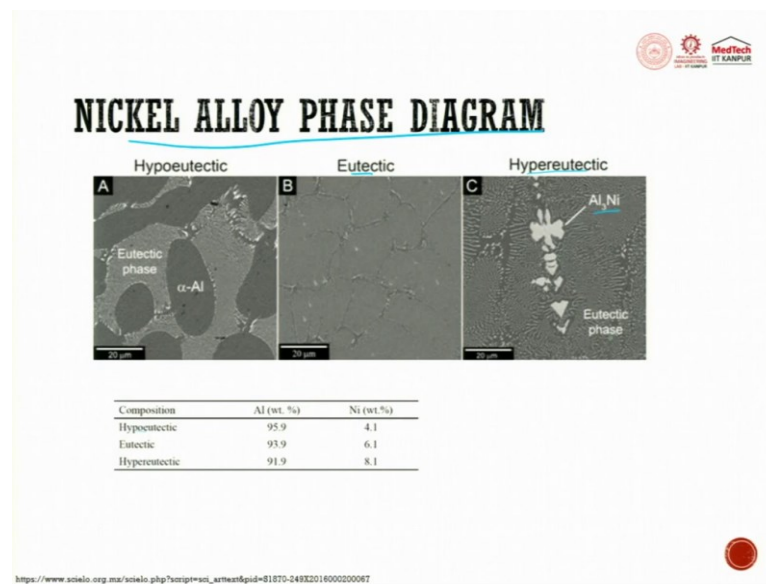 MedTech
IIT KANPUR
NICKEL ALLOY PHASE DIAGRAM
Hypoeutectic
Eutectic
Hypereutectic
A
B
C
Al3Ni
Eutectic
phase
α-Al
Eutectic
phase
20 μm
20 μm
20 μm
Composition Al (wt. %) Ni (wt.%)
Hypoeutectic 95.9 4.1
Eutectic 93.9 6.1
Hypereutectic 91.9 8.1
https://www.scielo.org.mx/scielo.php?script=sci_arttext&pid=S1870-249X2016000200067